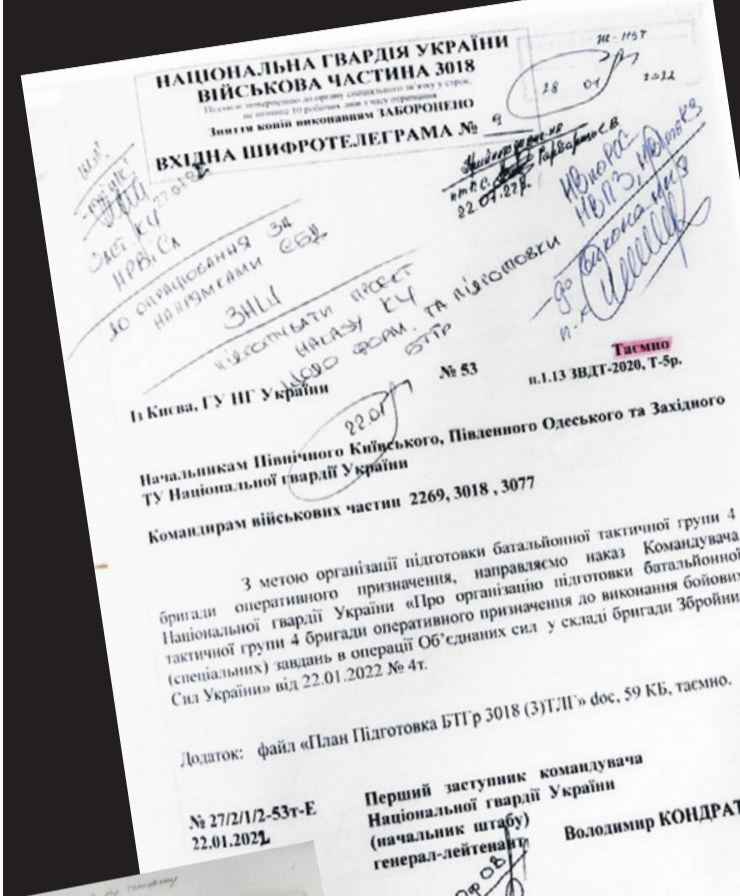 НАЦІОНАЛЬНА ГВАРДІЯ УКРАЇНИ
ВІЙСЬКОВА ЧАСТИНА 3018
Зняття копій виконавцям ЗАБОРОНЕНО
ВХІДНА ШИФРОТЕЛЕГРАМА № 9
28 01 2022
22.01.27
ДО ОПРАЦЮВАННЯ ЗА
НАПРЯМКАМИ СБД
ЗНШ
ПІДГОТУВАТИ ПРОЕКТ
НАКАЗУ КЧ
ЩОДО ФОРМ. ТА ПІДГОТОВКИ
БТГР
до виконання
Таємно
Із Києва, ГУ НГ України
№ 53
п.1.13 ЗВДТ-2020, Т-5р.
22.01
Начальникам Північного Київського, Південного Одеського та Західного
ТУ Національної гвардії України
Командирам військових частин 2269, 3018 , 3077
З метою організації підготовки батальйонної тактичної групи 4
бригади оперативного призначення, направляємо наказ Командувача
Національної гвардії України «Про організацію підготовки батальйонної
тактичної групи 4 бригади оперативного призначення до виконання бойових
(спеціальних) завдань в операції Об’єднаних сил у складі бригади Збройни
Сил України» від 22.01.2022 № 4т.
Додаток: файл «План Підготовка БТГр 3018 (3)ТЛГ» doc, 59 КБ, таємно.
№ 27/2/1/2-53т-Е
22.01.2022
Перший заступник командувача
Національної гвардії України
(начальник штабу)
генерал-лейтенант
Володимир КОНДРАТ